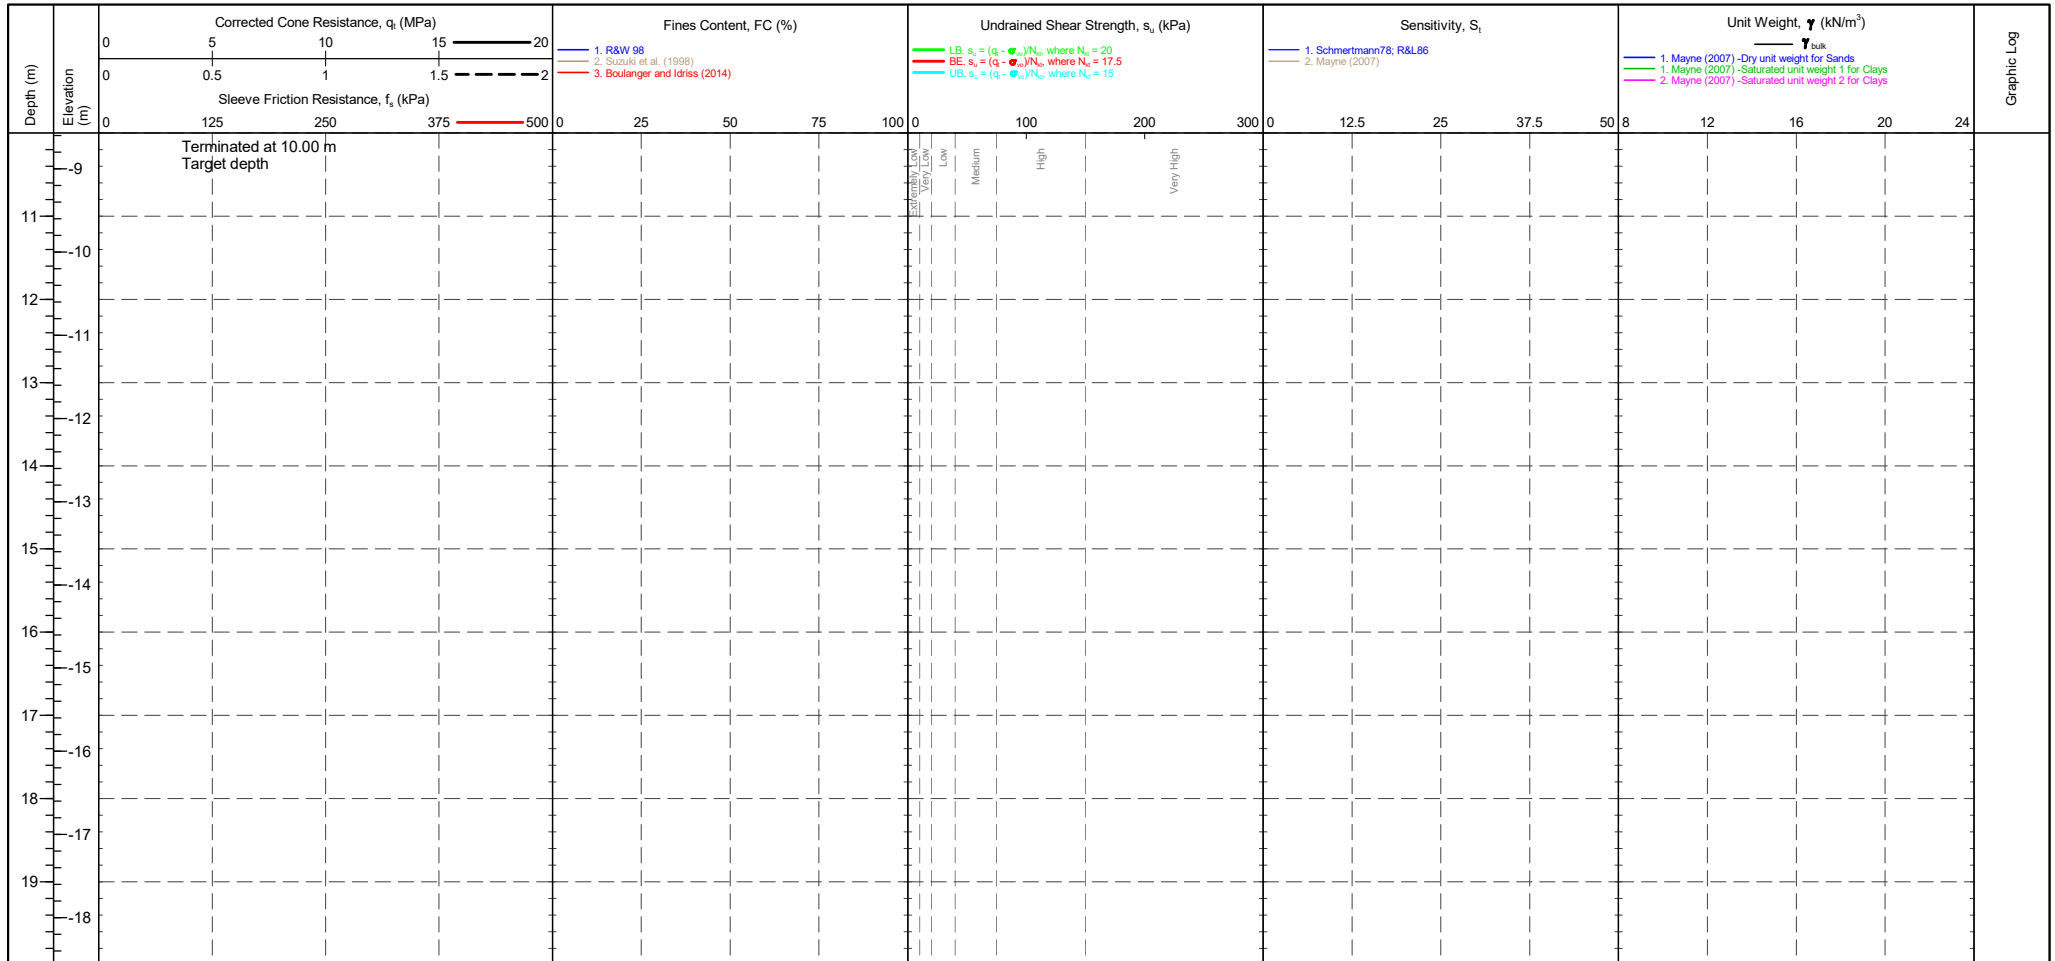 Corrected Cone Resistance, qt (MPa)
0 5 10 15 20
0 0.5 1 1.5 2
Sleeve Friction Resistance, fs (kPa)
0 125 250 375 500
Depth (m)
Elevation (m)
Fines Content, FC (%)
1. R&W 98
2. Suzuki et al. (1998)
3. Boulanger and Idriss (2014)
0 25 50 75 100
Undrained Shear Strength, su (kPa)
LB. su = (qt - σvo)/Nkt, where Nkt = 20
BE. su = (qt - σvo)/Nkt, where Nkt = 17.5
UB. su = (qt - σvo)/Nkt, where Nkt = 15
0 100 200 300
Sensitivity, St
1. Schmertmann78; R&L86
2. Mayne (2007)
0 12.5 25 37.5 50
Unit Weight, γ (kN/m3)
γbulk
1. Mayne (2007) -Dry unit weight for Sands
1. Mayne (2007) -Saturated unit weight 1 for Clays
2. Mayne (2007) -Saturated unit weight 2 for Clays
8 12 16 20 24
Graphic Log
Terminated at 10.00 m
Target depth
Extremely Low
Very Low
Low
Medium
High
Very High
-9
11
-10
12
-11
13
-12
14
-13
15
-14
16
-15
17
-16
18
-17
19
-18